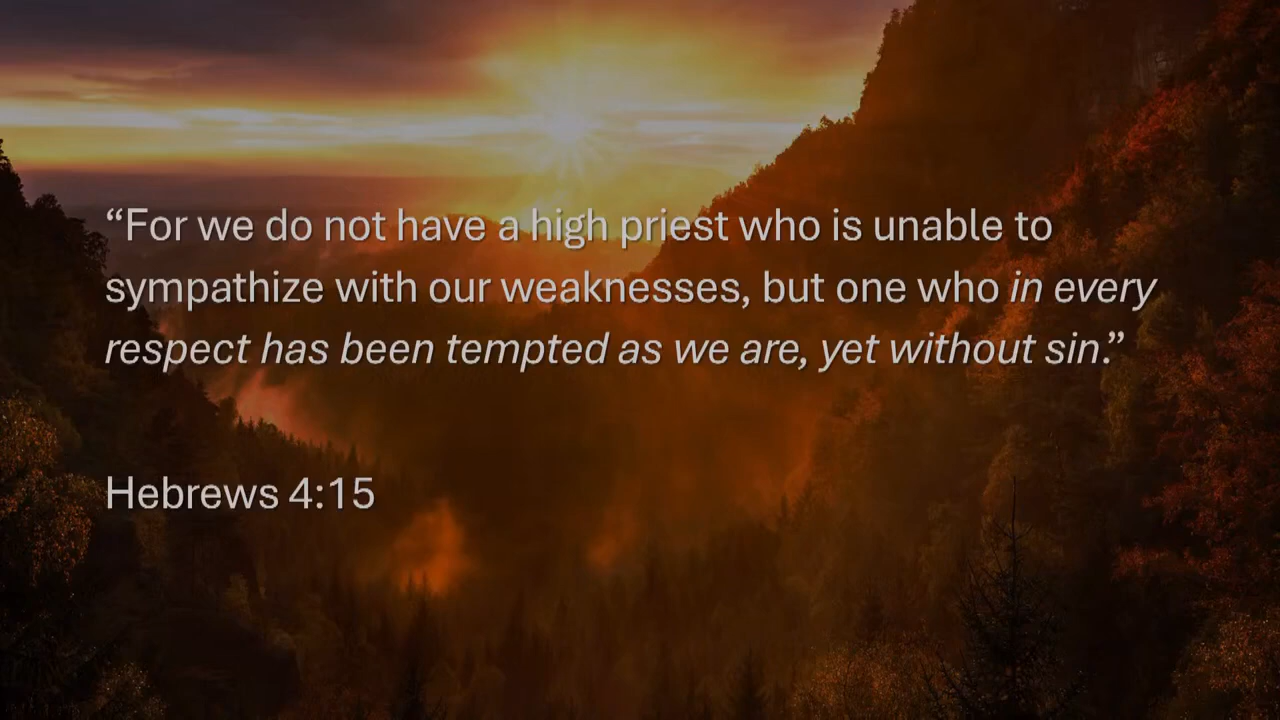 “For we do not have a high priest who is unable to
sympathize with our weaknesses, but one who in every
respect has been tempted as we are, yet without sin.”
Hebrews 4:15